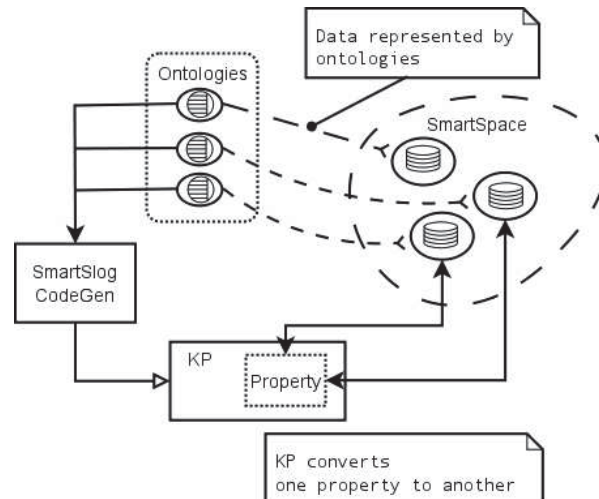 Data represented by
ontologies
Ontologies
SmartSpace
SmartSlog
CodeGen
KP
Property
KP converts
one property to another